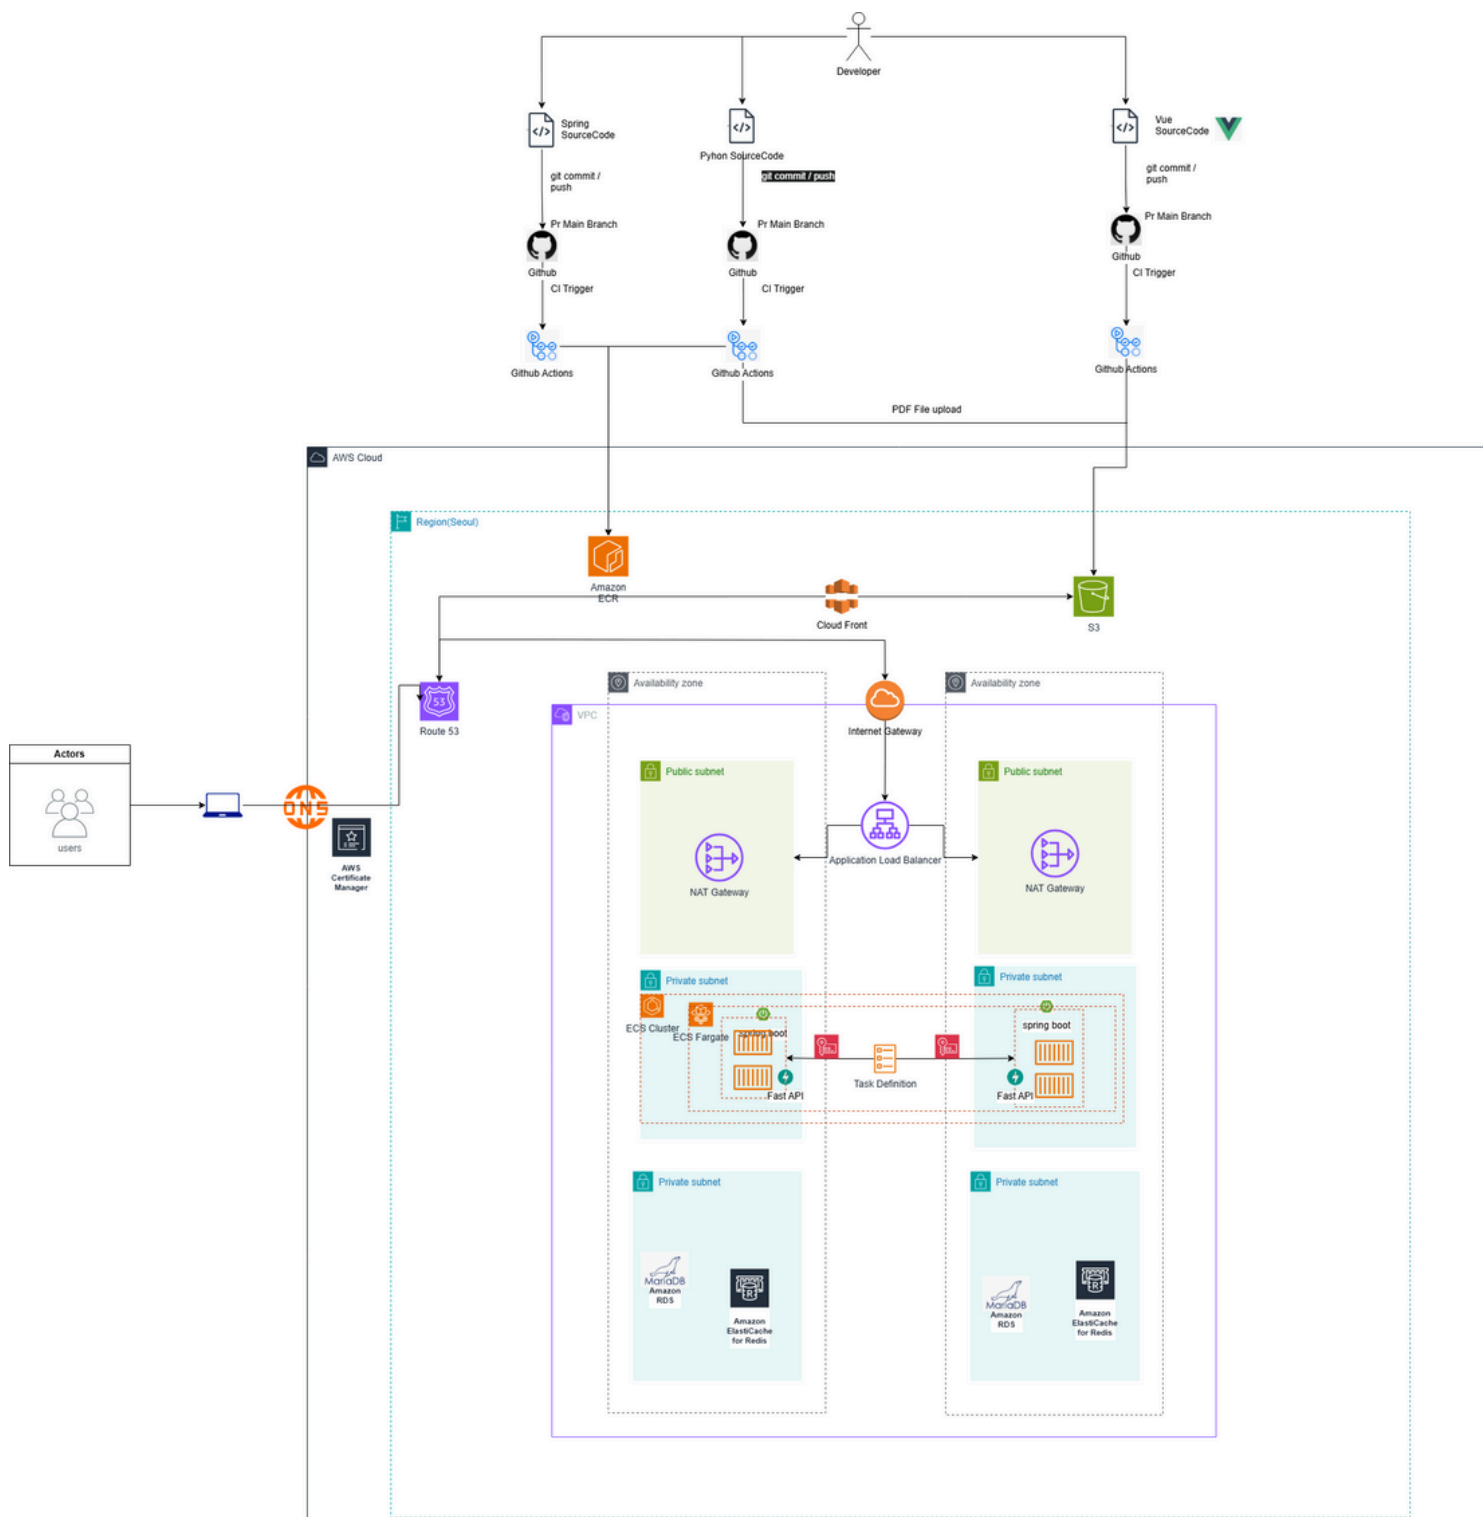 Developer
Spring
SourceCode
Pyhon SourceCode
Vue
SourceCode
git commit /
push
git commit / push
git commit /
push
Pr Main Branch
Pr Main Branch
Pr Main Branch
Github
Github
Github
CI Trigger
CI Trigger
CI Trigger
Github Actions
Github Actions
Github Actions
PDF File upload
AWS Cloud
Region(Seoul)
Amazon
ECR
Cloud Front
S3
Availability zone
Availability zone
53
Route 53
VPC
Internet Gateway
Actors
users
DNS
AWS
Certificate
Manager
Public subnet
Public subnet
Application Load Balancer
NAT Gateway
NAT Gateway
Private subnet
Private subnet
ECS Cluster
ECS Fargate
spring boot
spring boot
Task Definition
Fast API
Fast API
Private subnet
Private subnet
MariaDB
Amazon
RDS
R
Amazon
ElastiCache
for Redis
MariaDB
Amazon
RDS
R
Amazon
ElastiCache
for Redis